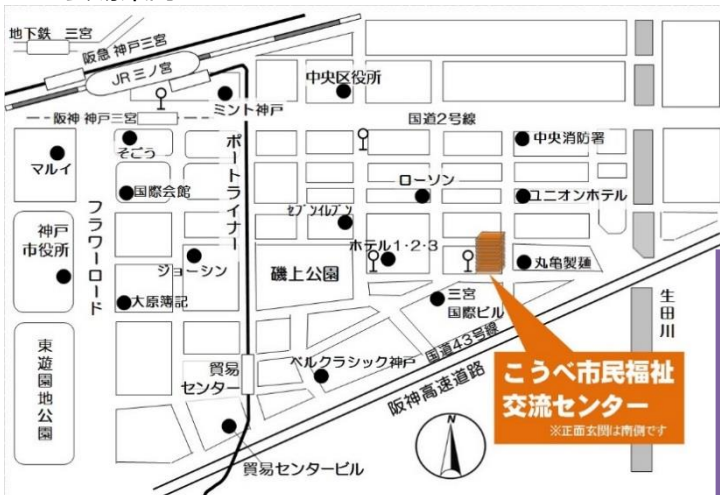 地下鉄 三宮
阪急 神戸三宮
JR 三ノ宮
中央区役所
ミント神戸
阪神 神戸三宮
国道2号線
そごう
中央消防署
マルイ
ポートライナー
国際会館
ローソン
ユニオンホテル
フラワーロード
セブンイレブン
神戸
市役所
ホテル1・2・3
ジョーシン
磯上公園
丸亀製麺
大原簿記
三宮
国際ビル
生田川
国道43号線
東遊園地公園
貿易
センター
ベルクラシック神戸
阪神高速道路
こうべ市民福祉
交流センター
※正面玄関は南側です
N
貿易センタービル